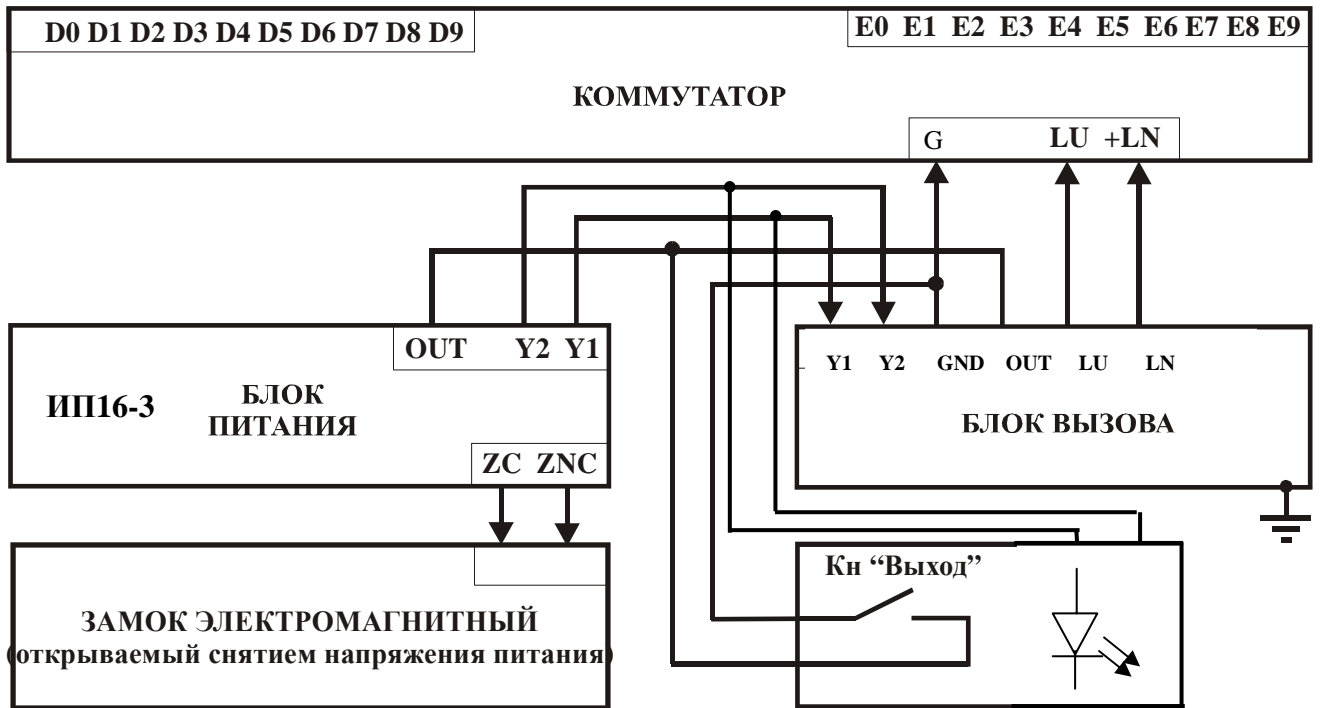 D0 D1 D2 D3 D4 D5 D6 D7 D8 D9
E0 E1 E2 E3 E4 E5 E6 E7 E8 E9
КОММУТАТОР
G LU +LN
OUT Y2 Y1
ИП16-3
БЛОК
ПИТАНИЯ
ZC ZNC
Y1 Y2 GND OUT LU LN
БЛОК ВЫЗОВА
ЗАМОК ЭЛЕКТРОМАГНИТНЫЙ
(открываемый снятием напряжения питания)
Кн “Выход”